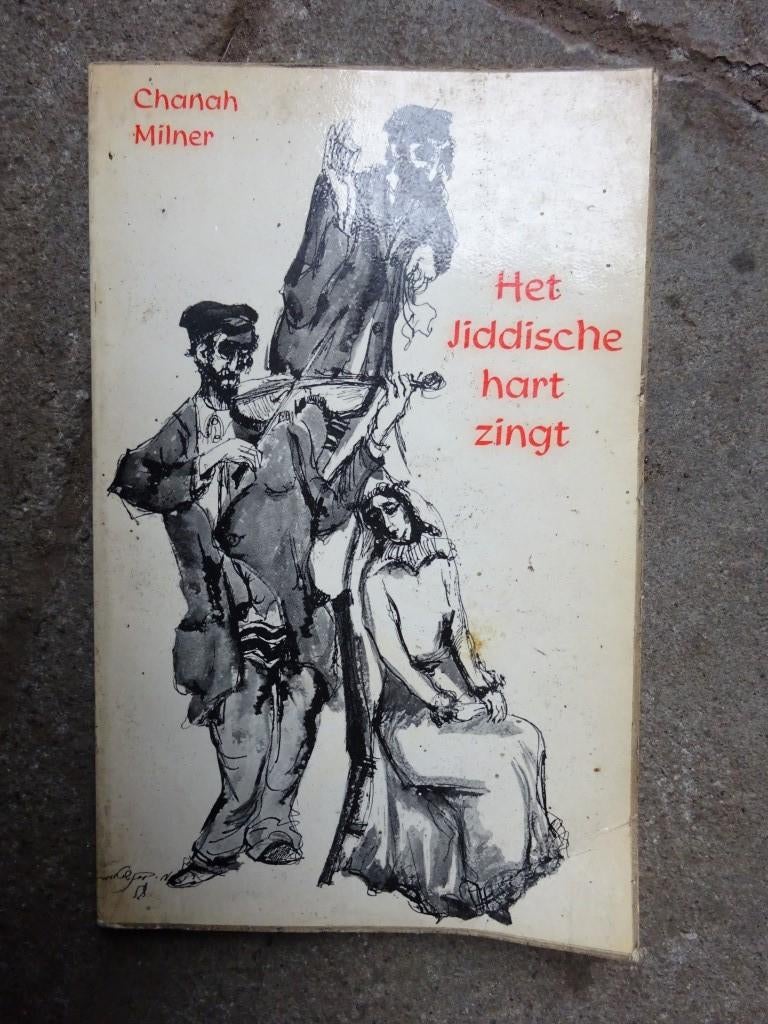 Chanah
Milner
Het
Jiddische
hart
zingt